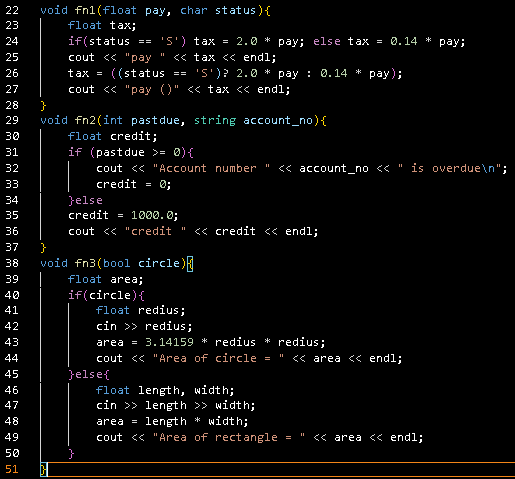 22 void fn1(float pay, char status){
23     float tax;
24     if(status == 'S') tax = 2.0 * pay; else tax = 0.14 * pay;
25     cout << "pay " << tax << endl;
26     tax = ((status == 'S')? 2.0 * pay : 0.14 * pay);
27     cout << "pay ()" << tax << endl;
28 }
29 void fn2(int pastdue, string account_no){
30     float credit;
31     if (pastdue >= 0){
32         cout << "Account number " << account_no << " is overdue\n";
33         credit = 0;
34     }else
35     credit = 1000.0;
36     cout << "credit " << credit << endl;
37 }
38 void fn3(bool circle){
39     float area;
40     if(circle){
41         float redius;
42         cin >> redius;
43         area = 3.14159 * redius * redius;
44         cout << "Area of circle = " << area << endl;
45     }else{
46         float length, width;
47         cin >> length >> width;
48         area = length * width;
49         cout << "Area of rectangle = " << area << endl;
50     }
51 }